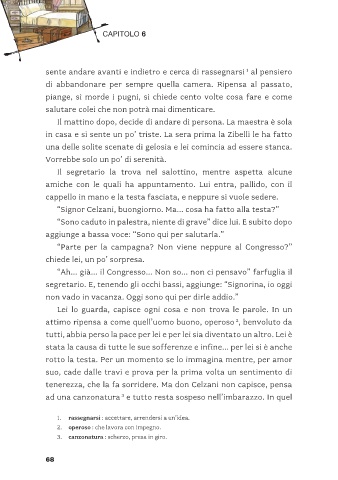 CAPITOLO 6
sente andare avanti e indietro e cerca di rassegnarsi¹ al pensiero
di abbandonare per sempre quella camera. Ripensa al passato,
piange, si morde i pugni, si chiede cento volte cosa fare e come
salutare colei che non potrà mai dimenticare.
Il mattino dopo, decide di andare di persona. La maestra è sola
in casa e si sente un po' triste. La sera prima la Zibelli le ha fatto
una delle solite scenate di gelosia e lei comincia ad essere stanca.
Vorrebbe solo un po' di serenità.
Il segretario la trova nel salottino, mentre aspetta alcune
amiche con le quali ha appuntamento. Lui entra, pallido, con il
cappello in mano e la testa fasciata, e neppure si vuole sedere.
"Signor Celzani, buongiorno. Ma... cosa ha fatto alla testa?"
"Sono caduto in palestra, niente di grave" dice lui. E subito dopo
aggiunge a bassa voce: "Sono qui per salutarla."
"Parte per la campagna? Non viene neppure al Congresso?"
chiede lei, un po' sorpresa.
"Ah... già... il Congresso... Non so... non ci pensavo" farfuglia il
segretario. E, tenendo gli occhi bassi, aggiunge: "Signorina, io oggi
non vado in vacanza. Oggi sono qui per dirle addio."
Lei lo guarda, capisce ogni cosa e non trova le parole. In un
attimo ripensa a come quell'uomo buono, operoso², benvoluto da
tutti, abbia perso la pace per lei e per lei sia diventato un altro. Lei è
stata la causa di tutte le sue sofferenze e infine... per lei si è anche
rotto la testa. Per un momento se lo immagina mentre, per amor
suo, cade dalle travi e prova per la prima volta un sentimento di
tenerezza, che la fa sorridere. Ma don Celzani non capisce, pensa
ad una canzonatura³ e tutto resta sospeso nell'imbarazzo. In quel
1. rassegnarsi : accettare, arrendersi a un'idea.
2. operoso : che lavora con impegno.
3. canzonatura : scherzo, presa in giro.
68